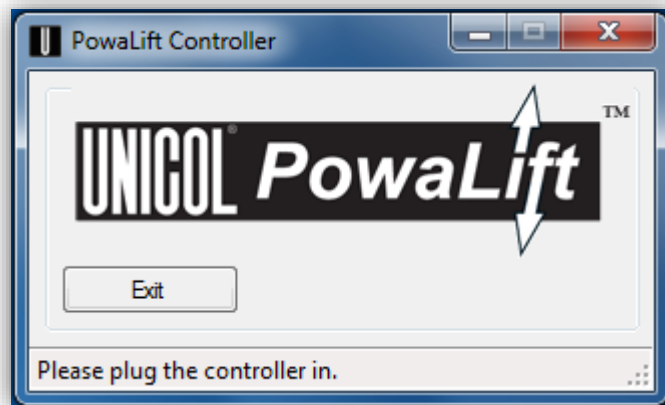 PowaLift Controller
UNICOL® PowaLift ™
Exit
Please plug the controller in.